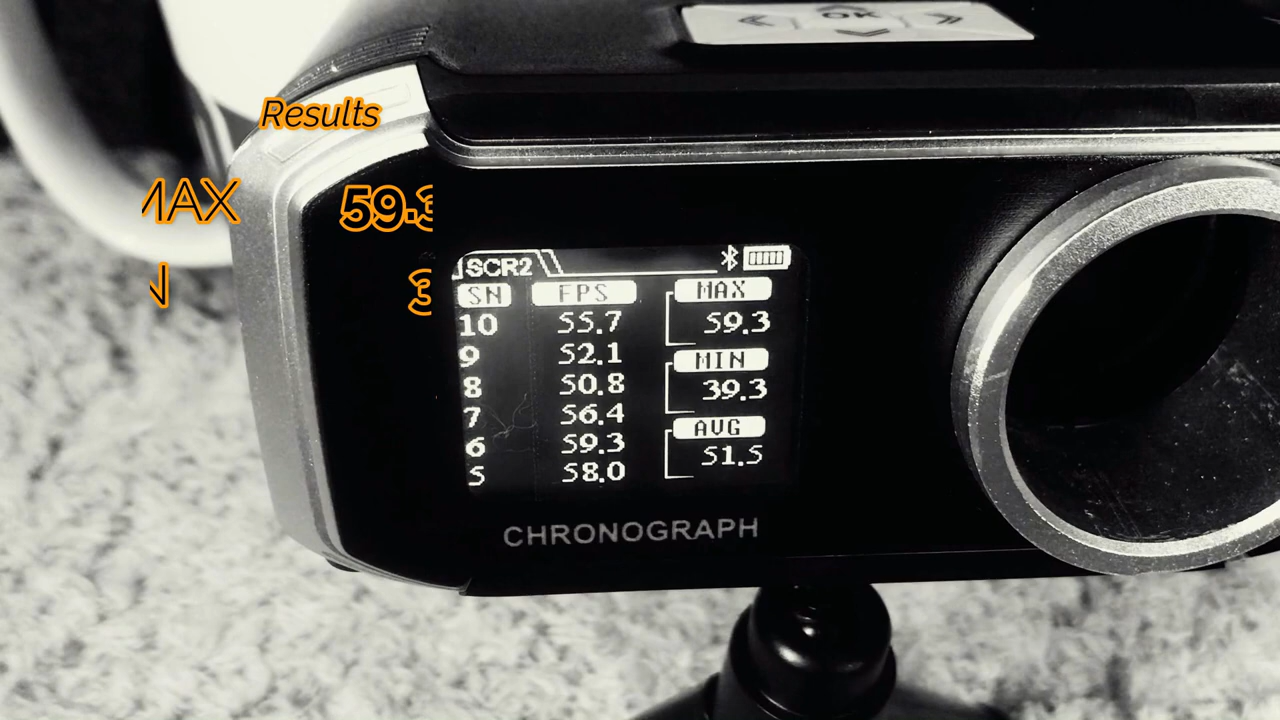 OK
Results
MAX 59.3
SCR2
SN FPS MAX
10 55.7 59.3
9 52.1 MIN
8 50.8 39.3
7 56.4 AVG
6 59.3 51.5
5 58.0
CHRONOGRAPH